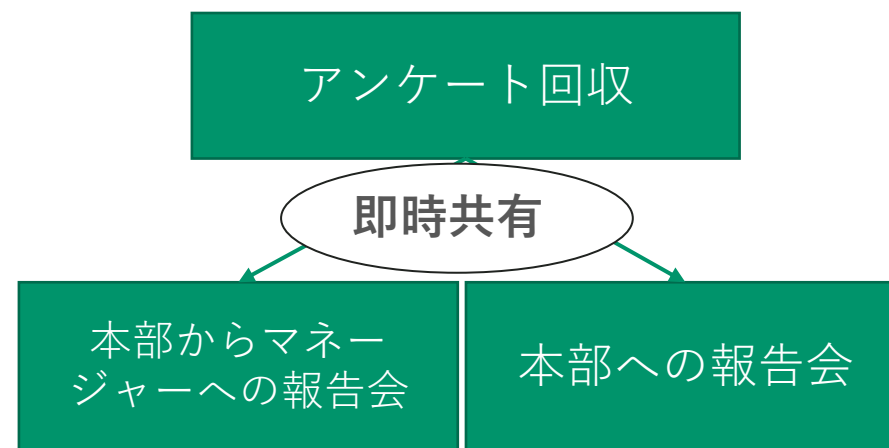 アンケート回収
即時共有
本部からマネー
ジャーへの報告会
本部への報告会